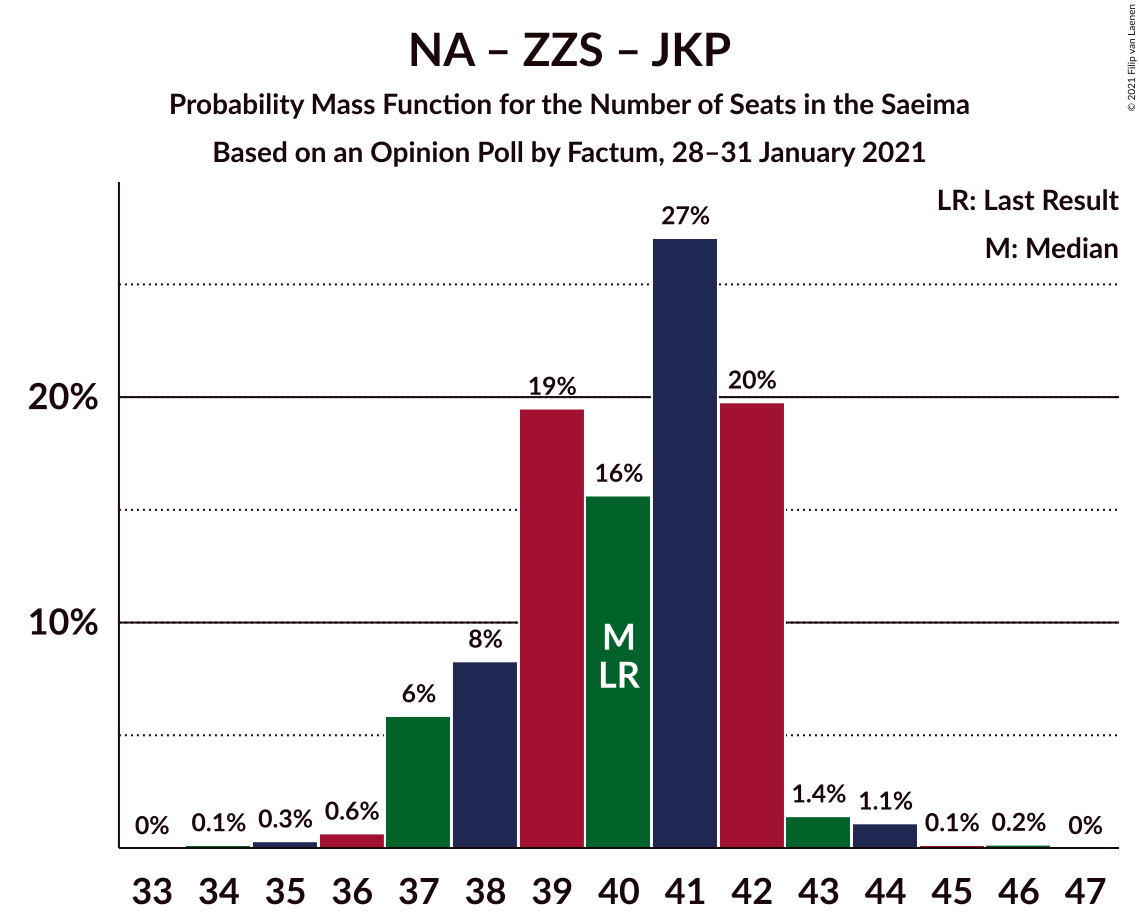 NA – ZZS – JKP
Probability Mass Function for the Number of Seats in the Saeima
Based on an Opinion Poll by Factum, 28–31 January 2021
© 2021 Filip van Laenen
LR: Last Result
M: Median
20%
10%
0%
0.1%
0.3%
0.6%
6%
8%
19%
16%
27%
20%
1.4%
1.1%
0.1%
0.2%
0%
M
LR
33 34 35 36 37 38 39 40 41 42 43 44 45 46 47